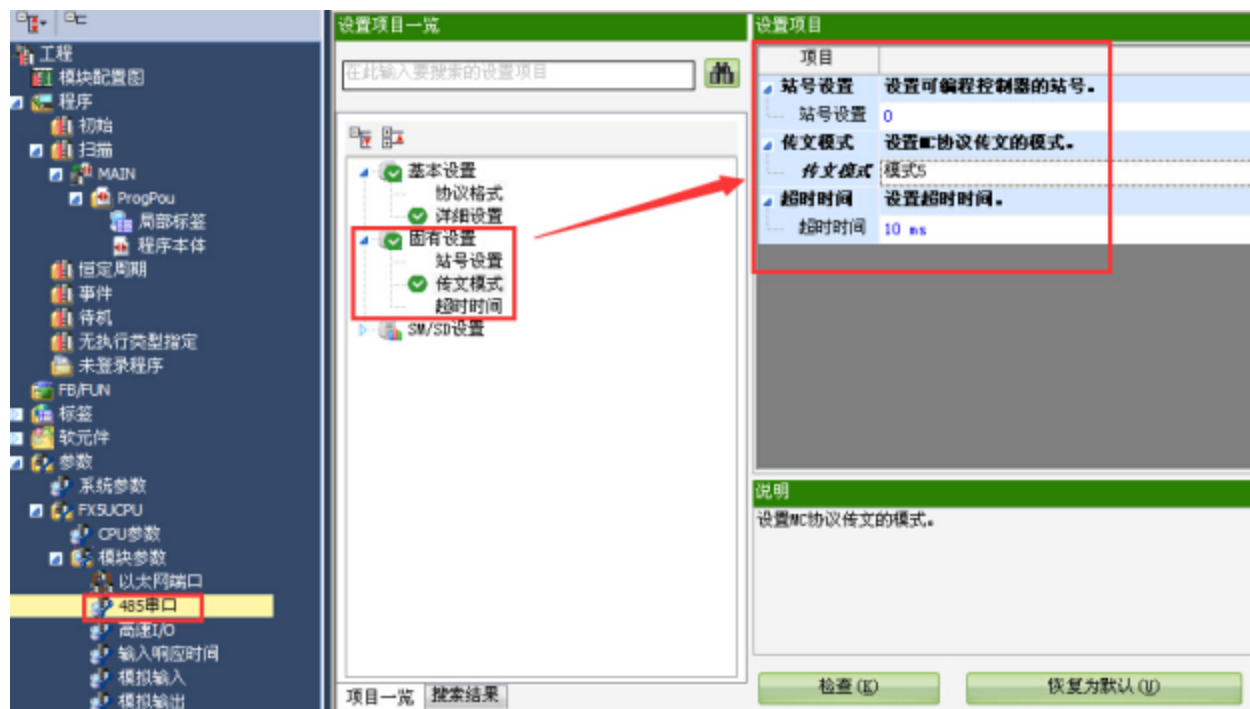 工程
模块配置图
程序
初始
扫描
MAIN
ProgPou
局部标签
程序本体
恒定周期
事件
待机
无执行类型指定
未登录程序
FB/FUN
标签
软元件
参数
系统参数
FX5UCPU
CPU参数
模块参数
以太网端口
485串口
高速I/O
输入响应时间
模拟输入
模拟输出
设置项目一览
在此输入要搜索的设置项目
基本设置
协议格式
详细设置
固有设置
站号设置
传文模式
超时时间
SM/SD设置
项目一览 搜索结果
设置项目
项目
站号设置 设置可编程控制器的站号。
站号设置 0
传文模式 设置MC协议传文的模式。
传文模式 模式5
超时时间 设置超时时间。
超时时间 10 ms
说明
设置MC协议传文的模式。
检查(K) 恢复为默认(U)